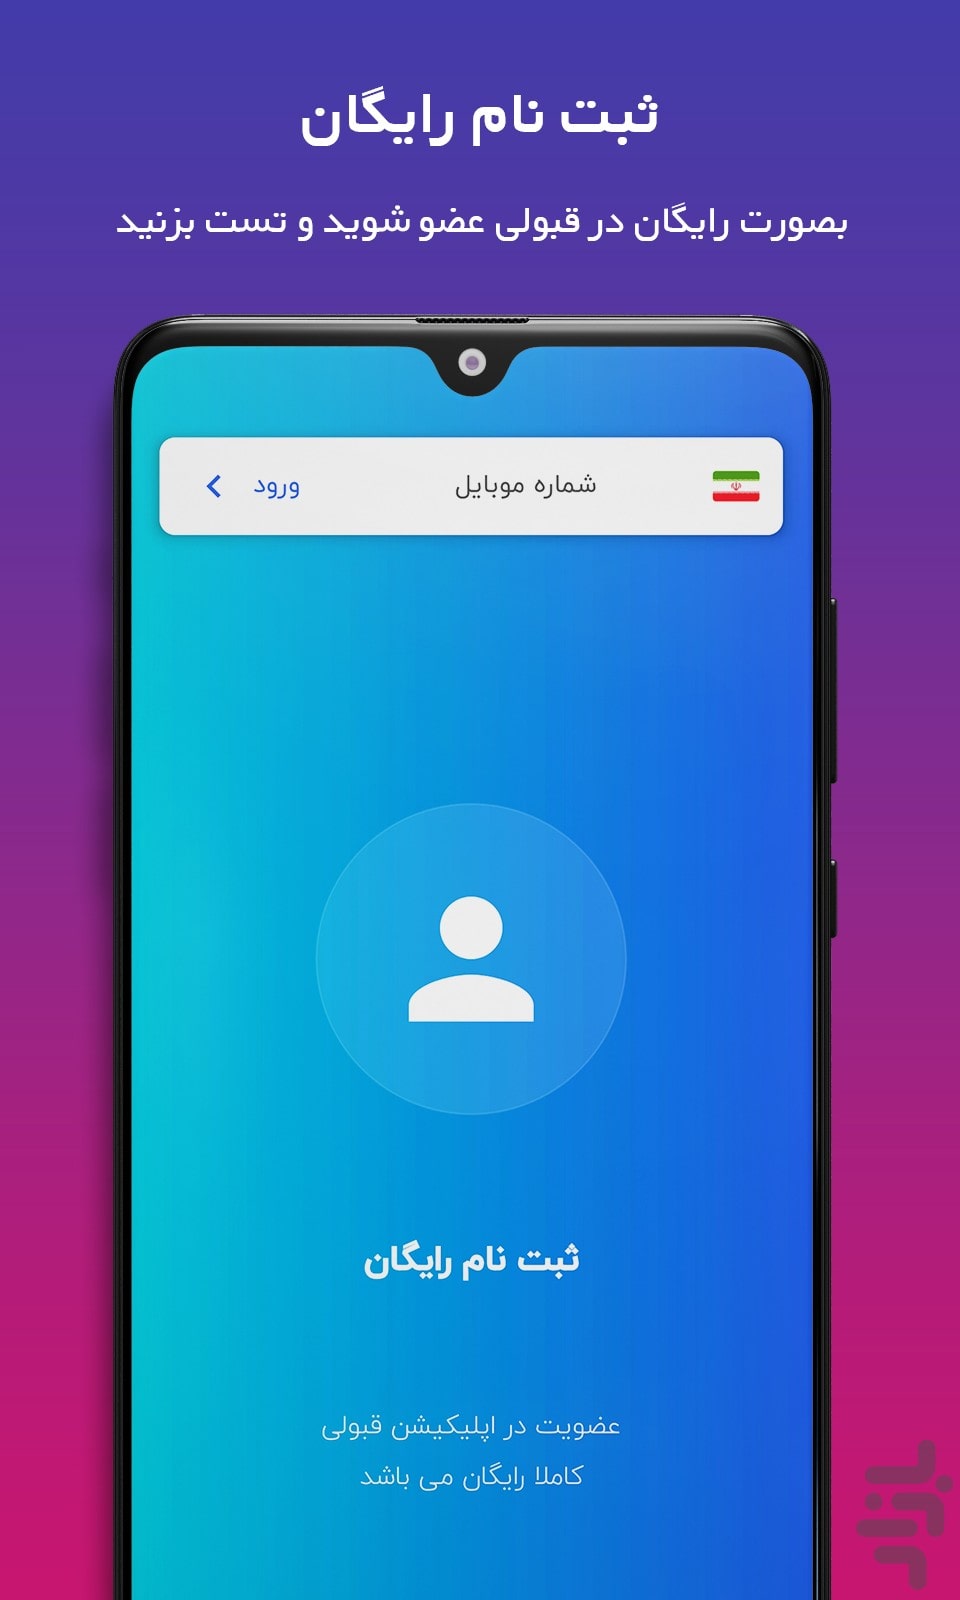 ثبت نام رایگان
بصورت رایگان در قبولی عضو شوید و تست بزنید
شماره موبایل
ورود
ثبت نام رایگان
عضویت در اپلیکیشن قبولی
کاملا رایگان می باشد
بازار